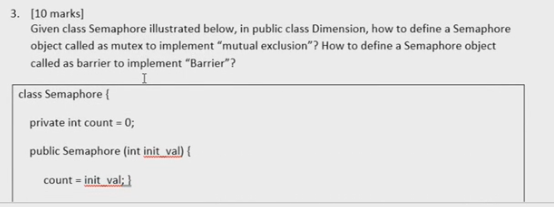 3. [10 marks]
Given class Semaphore illustrated below, in public class Dimension, how to define a Semaphore
object called as mutex to implement “mutual exclusion”? How to define a Semaphore object
called as barrier to implement “Barrier”?
class Semaphore {
private int count = 0;
public Semaphore (int init_val) {
count = init_val; }